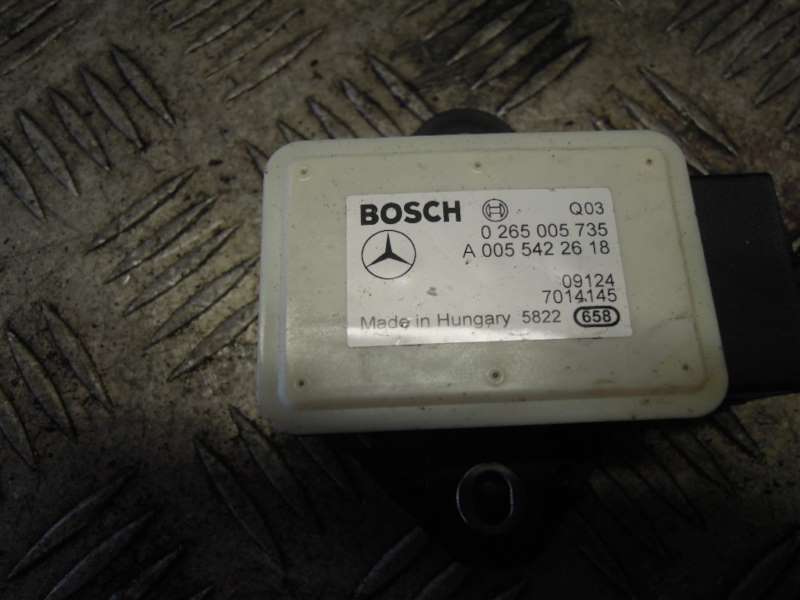 BOSCH Q03
0 265 005 735
A 005 542 26 18
09124
7014145
Made in Hungary 5822 658